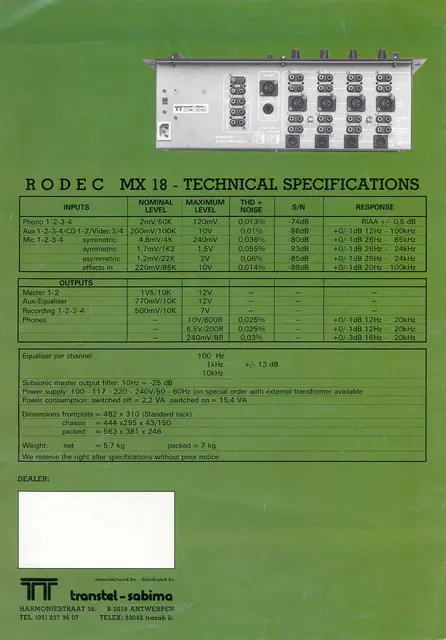 RODEC MX 18 - TECHNICAL SPECIFICATIONS
INPUTS NOMINAL LEVEL MAXIMUM LEVEL THD + NOISE S/N RESPONSE
Phono 1-2-3-4 2mV/50K 120mV 0,013% -74dB RIAA +/- 0,5 dB
Aux 1-2-3-4/CD 1-2/Video 3/4 200mV/100K 10V 0,01% -86dB +0/-1dB 12Hz - 100kHz
Mic 1-2-3-4 symmetric 4,8mV/4K 240mV 0,036% -80dB +0/-1dB 26Hz - 65kHz
symmetric 1,7mV/1K2 1,5V 0,055% -83dB +0/-1dB 26Hz - 24kHz
asymmetric 1,2mV/22K 2V 0,06% -85dB +0/-1dB 26Hz - 24kHz
effects in 220mV/85K 10V 0,014% -89dB +0/-1dB 20Hz - 100kHz
OUTPUTS
Master 1-2 1V5/10K 12V – – –
Aux/Equaliser 770mV/10K 12V – – –
Recording 1-2-3-4 500mV/10K 7V – – –
Phones – 10V/600R 0,025% – +0/-1dB 12Hz - 20kHz
– 6,5V/200R 0,025% – +0/-1dB 12Hz - 20kHz
– 240mV/8R 0,03% – +0/-3dB 16Hz - 20kHz
Equaliser per channel 100 Hz
1kHz +/- 13 dB
10kHz
Subsonic master output filter: 10Hz = -25 dB
Power supply: 100 - 117 - 220 - 240V/50 - 60Hz (on special order with external transformer available
Power consumption: switched off = 2,2 VA switched on = 15,4 VA
Dimensions frontplate = 482 x 310 (Standard rack)
chassis = 444 x295 x 43/150
packed = 563 x 381 x 246
Weight: net = 5,7 kg packed = 7 kg
We reserve the right alter specifications without prior notice
DEALER:
manufactured by - distributed by
transtel-sabima
HARMONIESTRAAT 38, B-2018 ANTWERPEN
TEL. (03) 237 36 07 TELEX: 33042 trasab b.